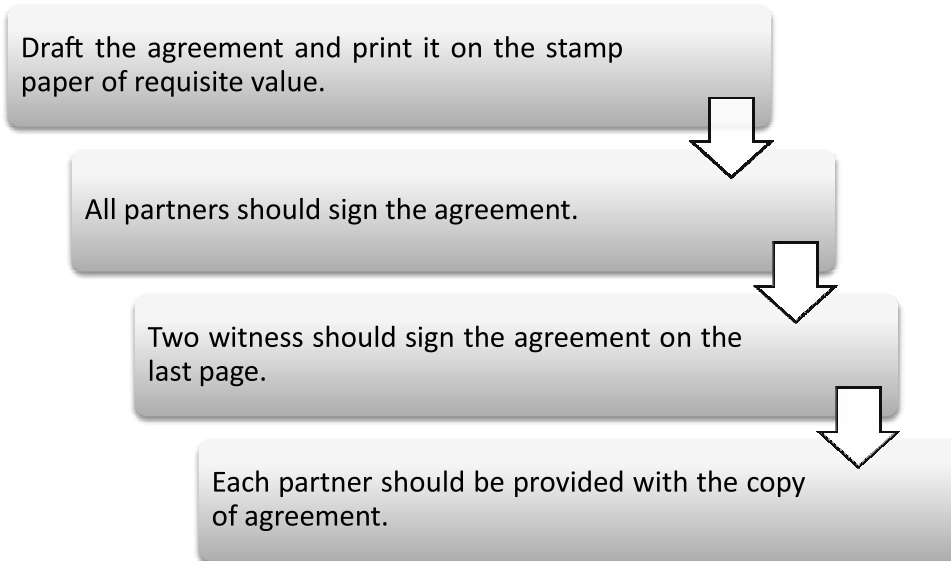 Draft the agreement and print it on the stamp
paper of requisite value.
All partners should sign the agreement.
Two witness should sign the agreement on the
last page.
Each partner should be provided with the copy
of agreement.